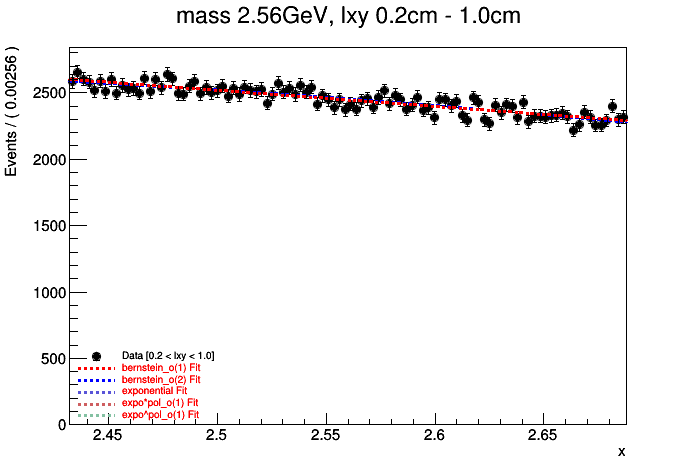 mass 2.56GeV, lxy 0.2cm - 1.0cm
Events / ( 0.00256 )
2500
2000
1500
1000
500
0
Data [0.2 < lxy < 1.0]
bernstein_o(1) Fit
bernstein_o(2) Fit
exponential Fit
expo*pol_o(1) Fit
expo^pol_o(1) Fit
2.45 2.5 2.55 2.6 2.65
x